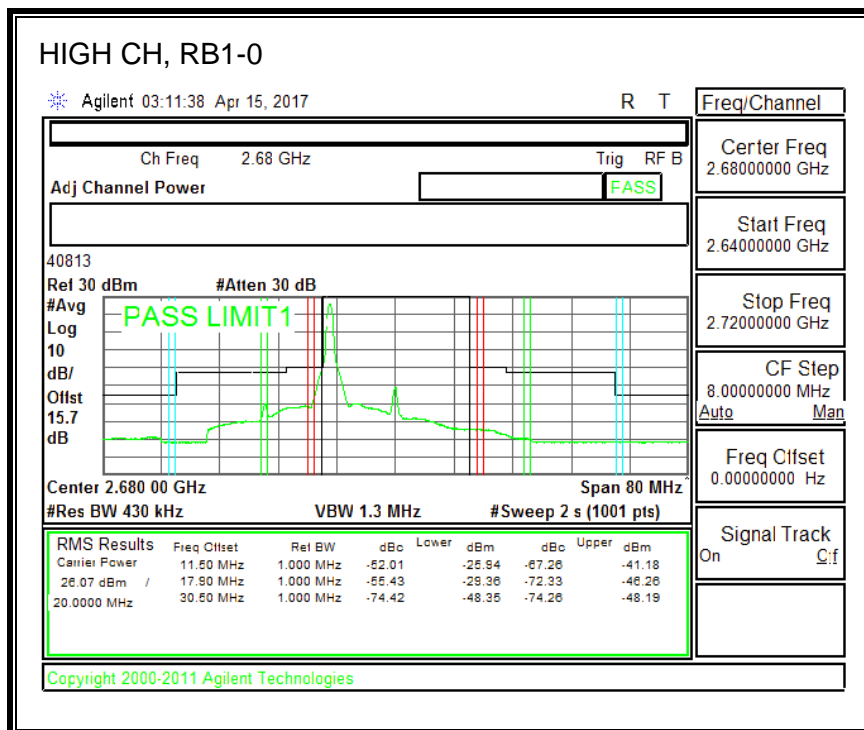 HIGH CH, RB1-0
Agilent 03:11:38 Apr 15, 2017 R T
Freq/Channel
Ch Freq 2.68 GHz Trig RF B
Adj Channel Power PASS
Center Freq
2.68000000 GHz
Start Freq
2.64000000 GHz
Stop Freq
2.72000000 GHz
CF Step
8.00000000 MHz
Auto Man
Freq Offset
0.00000000 Hz
Signal Track
On Off
40813
Ref 30 dBm #Atten 30 dB
#Avg
Log
10
dB/
Offst
15.7
dB
PASS LIMIT1
Center 2.680 00 GHz Span 80 MHz
#Res BW 430 kHz VBW 1.3 MHz #Sweep 2 s (1001 pts)
RMS Results Freq Offset Ref BW dBc Lower dBm dBc Upper dBm
Carrier Power 11.50 MHz 1.000 MHz -52.01 -25.94 -67.26 -41.18
26.07 dBm / 17.90 MHz 1.000 MHz -55.43 -29.36 -72.33 -46.26
20.0000 MHz 30.50 MHz 1.000 MHz -74.42 -48.35 -74.26 -48.19
Copyright 2000-2011 Agilent Technologies